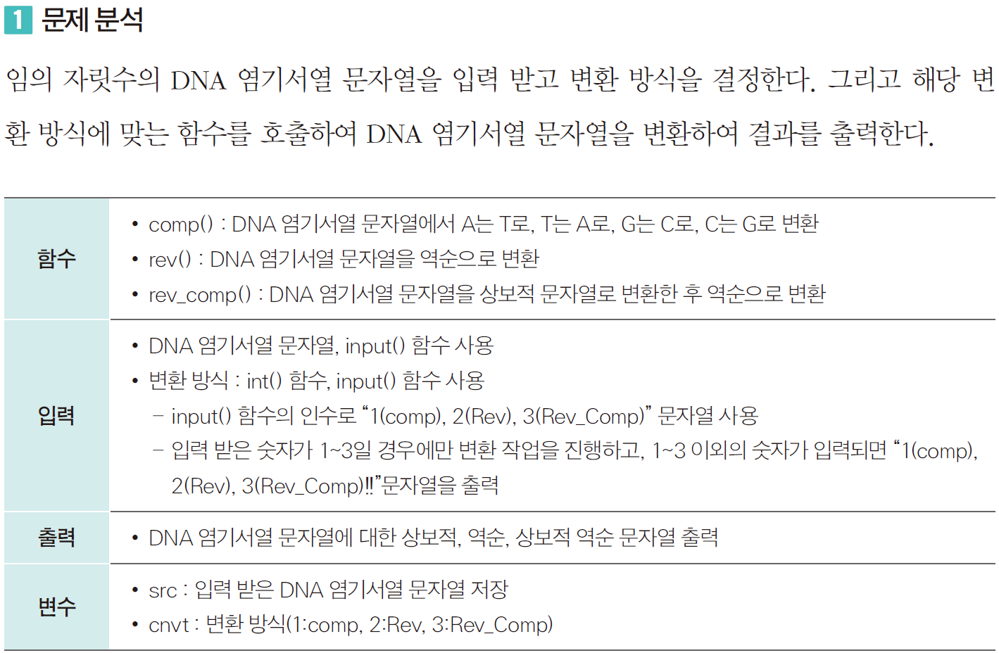 1 문제 분석
임의 자릿수의 DNA 염기서열 문자열을 입력 받고 변환 방식을 결정한다. 그리고 해당 변
환 방식에 맞는 함수를 호출하여 DNA 염기서열 문자열을 변환하여 결과를 출력한다.
함수
• comp() : DNA 염기서열 문자열에서 A는 T로, T는 A로, G는 C로, C는 G로 변환
• rev() : DNA 염기서열 문자열을 역순으로 변환
• rev_comp() : DNA 염기서열 문자열을 상보적 문자열로 변환한 후 역순으로 변환
입력
• DNA 염기서열 문자열, input() 함수 사용
• 변환 방식 : int() 함수, input() 함수 사용
– input() 함수의 인수로 “1(comp), 2(Rev), 3(Rev_Comp)” 문자열 사용
– 입력 받은 숫자가 1~3일 경우에만 변환 작업을 진행하고, 1~3 이외의 숫자가 입력되면 “1(comp),
2(Rev), 3(Rev_Comp)!!”문자열을 출력
출력
• DNA 염기서열 문자열에 대한 상보적, 역순, 상보적 역순 문자열 출력
변수
• src : 입력 받은 DNA 염기서열 문자열 저장
• cnvt : 변환 방식(1:comp, 2:Rev, 3:Rev_Comp)